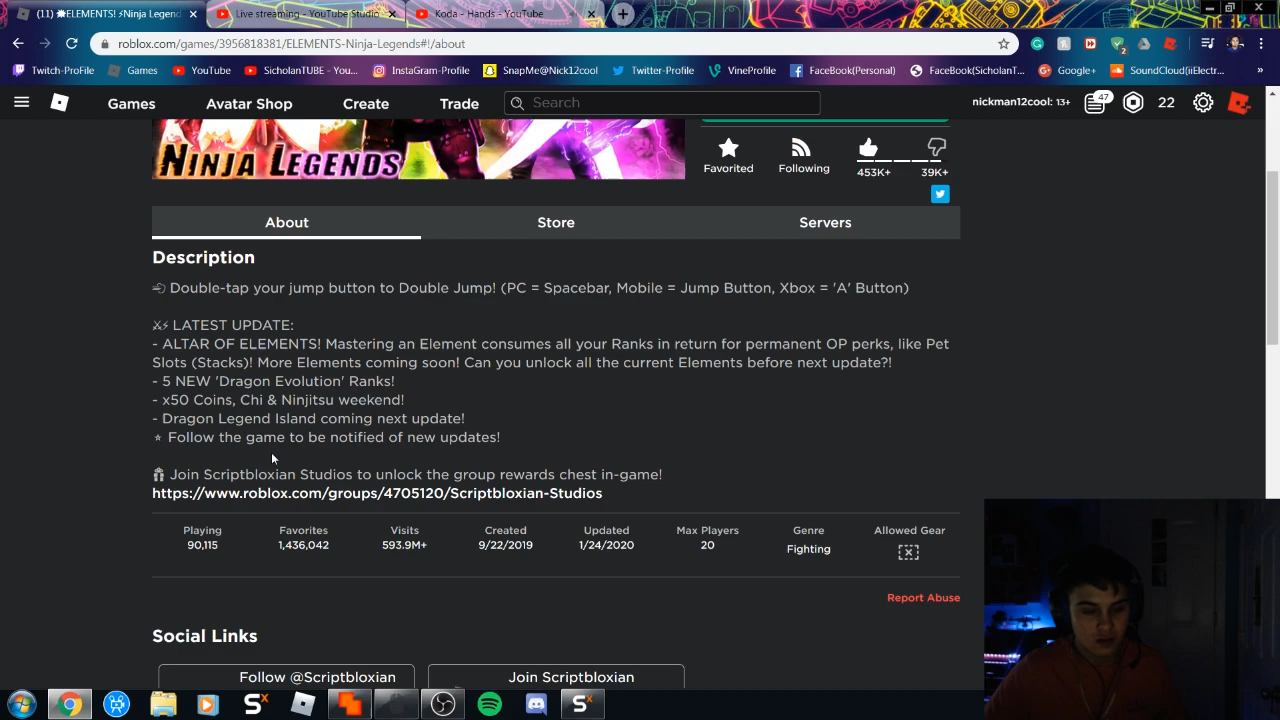 (11) ✸ELEMENTS! ⚡Ninja Legend
Live streaming - YouTube Studio
Koda - Hands - YouTube
roblox.com/games/3956818381/ELEMENTS-Ninja-Legends#!/about
Twitch-ProFile
Games
YouTube
SicholanTUBE - You...
InstaGram-Profile
SnapMe@Nick12cool
Twitter-Profile
VineProfile
FaceBook(Personal)
FaceBook(SicholanT...
Google+
SoundCloud(iiElectr...
»
Games
Avatar Shop
Create
Trade
Search
nickman12cool: 13+
47
22
NINJA LEGENDS
Favorited
Following
453K+
39K+
About
Store
Servers
Description
💨 Double-tap your jump button to Double Jump! (PC = Spacebar, Mobile = Jump Button, Xbox = 'A' Button)
⚔⚡ LATEST UPDATE:
- ALTAR OF ELEMENTS! Mastering an Element consumes all your Ranks in return for permanent OP perks, like Pet
Slots (Stacks)! More Elements coming soon! Can you unlock all the current Elements before next update?!
- 5 NEW 'Dragon Evolution' Ranks!
- x50 Coins, Chi & Ninjitsu weekend!
- Dragon Legend Island coming next update!
⭐ Follow the game to be notified of new updates!
🎁 Join Scriptbloxian Studios to unlock the group rewards chest in-game!
https://www.roblox.com/groups/4705120/Scriptbloxian-Studios
Playing
Favorites
Visits
Created
Updated
Max Players
Genre
Allowed Gear
90,115
1,436,042
593.9M+
9/22/2019
1/24/2020
20
Fighting
Report Abuse
Social Links
Follow @Scriptbloxian
Join Scriptbloxian